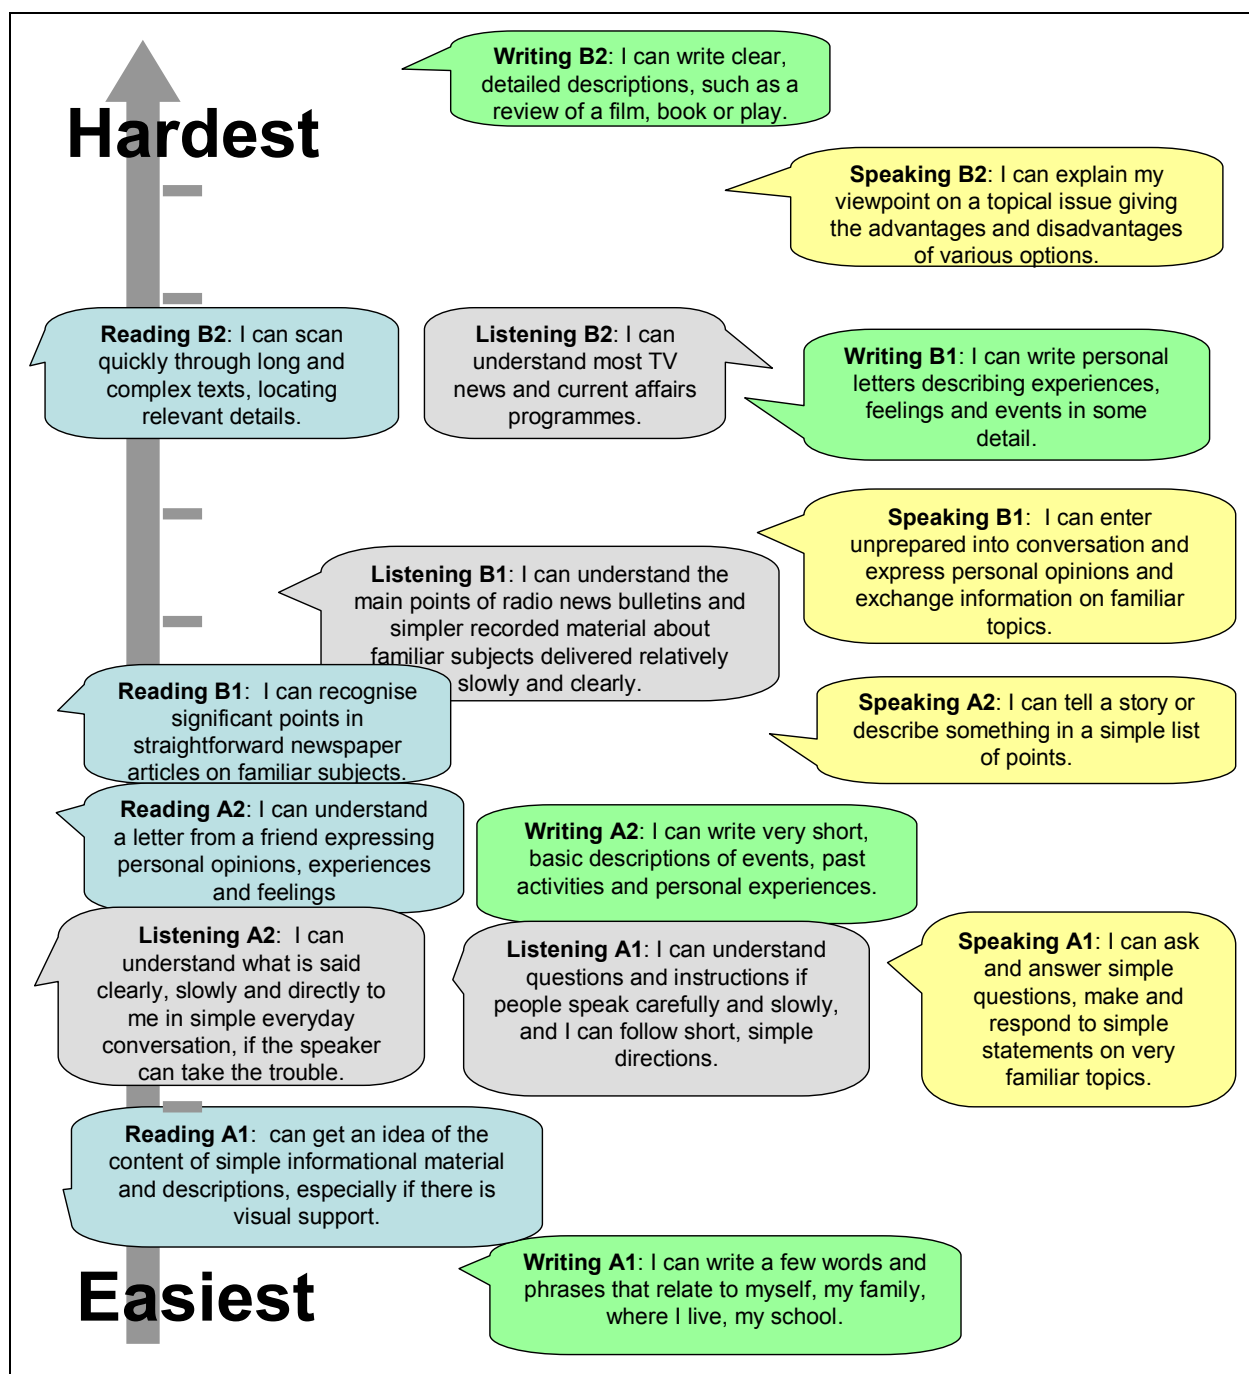 Writing B2: I can write clear,
detailed descriptions, such as a
review of a film, book or play.
Hardest
Speaking B2: I can explain my
viewpoint on a topical issue giving
the advantages and disadvantages
of various options.
Reading B2: I can scan
quickly through long and
complex texts, locating
relevant details.
Listening B2: I can
understand most TV
news and current affairs
programmes.
Writing B1: I can write personal
letters describing experiences,
feelings and events in some
detail.
Speaking B1: I can enter
unprepared into conversation and
express personal opinions and
exchange information on familiar
topics.
Listening B1: I can understand the
main points of radio news bulletins and
simpler recorded material about
familiar subjects delivered relatively
slowly and clearly.
Reading B1: I can recognise
significant points in
straightforward newspaper
articles on familiar subjects.
Speaking A2: I can tell a story or
describe something in a simple list
of points.
Reading A2: I can understand
a letter from a friend expressing
personal opinions, experiences
and feelings
Writing A2: I can write very short,
basic descriptions of events, past
activities and personal experiences.
Listening A2: I can
understand what is said
clearly, slowly and directly to
me in simple everyday
conversation, if the speaker
can take the trouble.
Listening A1: I can understand
questions and instructions if
people speak carefully and slowly,
and I can follow short, simple
directions.
Speaking A1: I can ask
and answer simple
questions, make and
respond to simple
statements on very
familiar topics.
Reading A1: can get an idea of the
content of simple informational material
and descriptions, especially if there is
visual support.
Writing A1: I can write a few words and
phrases that relate to myself, my family,
where I live, my school.
Easiest